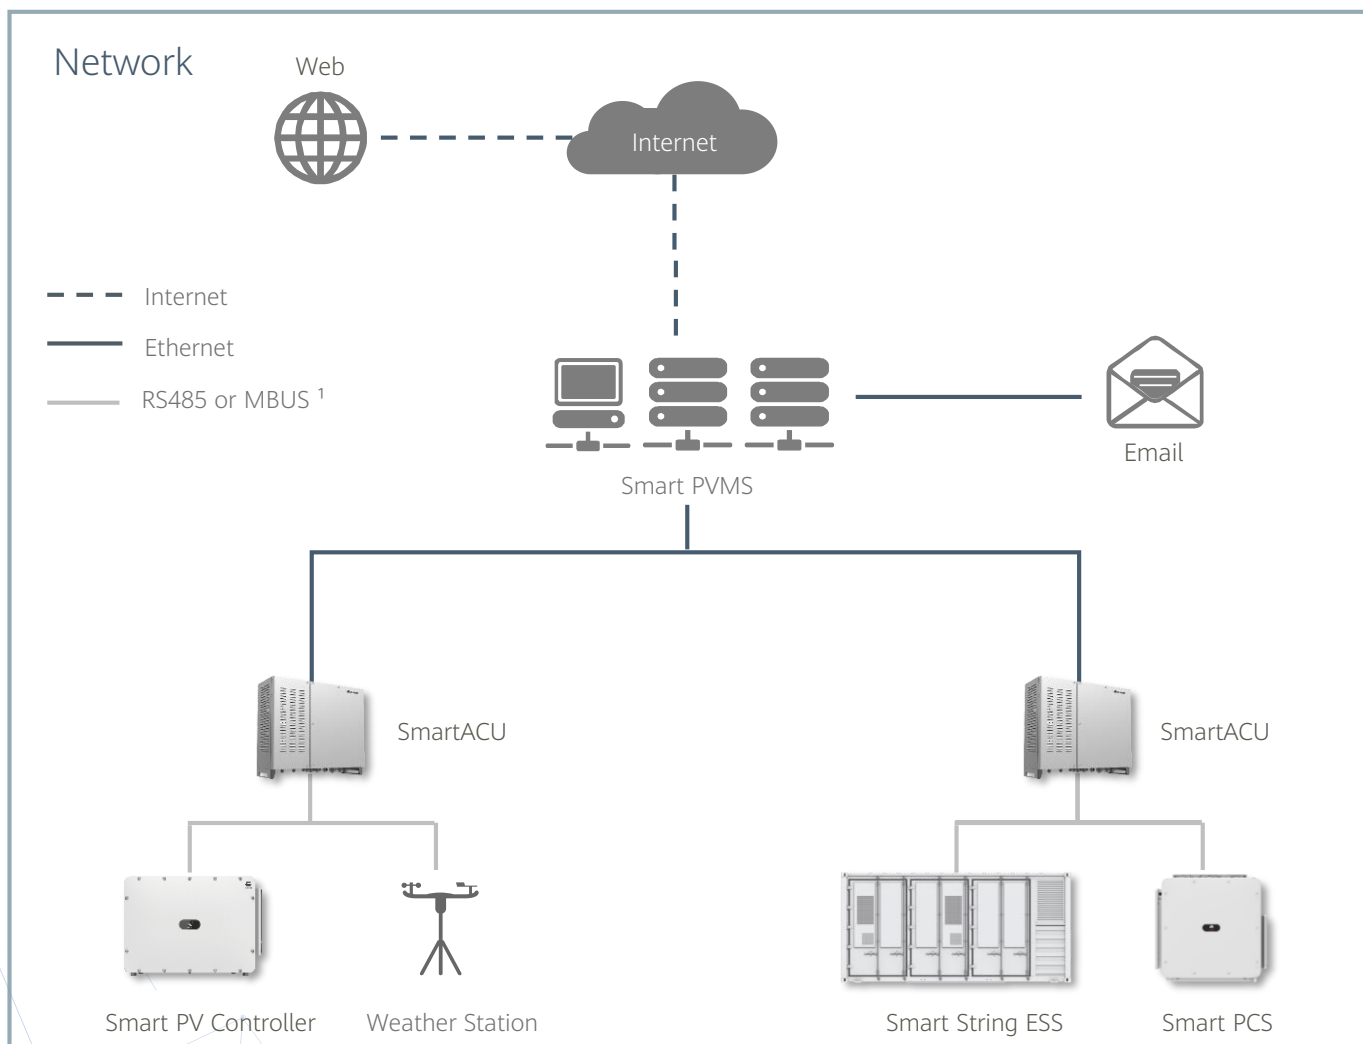 Network
Web
Internet
Internet
Ethernet
RS485 or MBUS ¹
Email
Smart PVMS
SmartACU
SmartACU
Smart PV Controller
Weather Station
Smart String ESS
Smart PCS